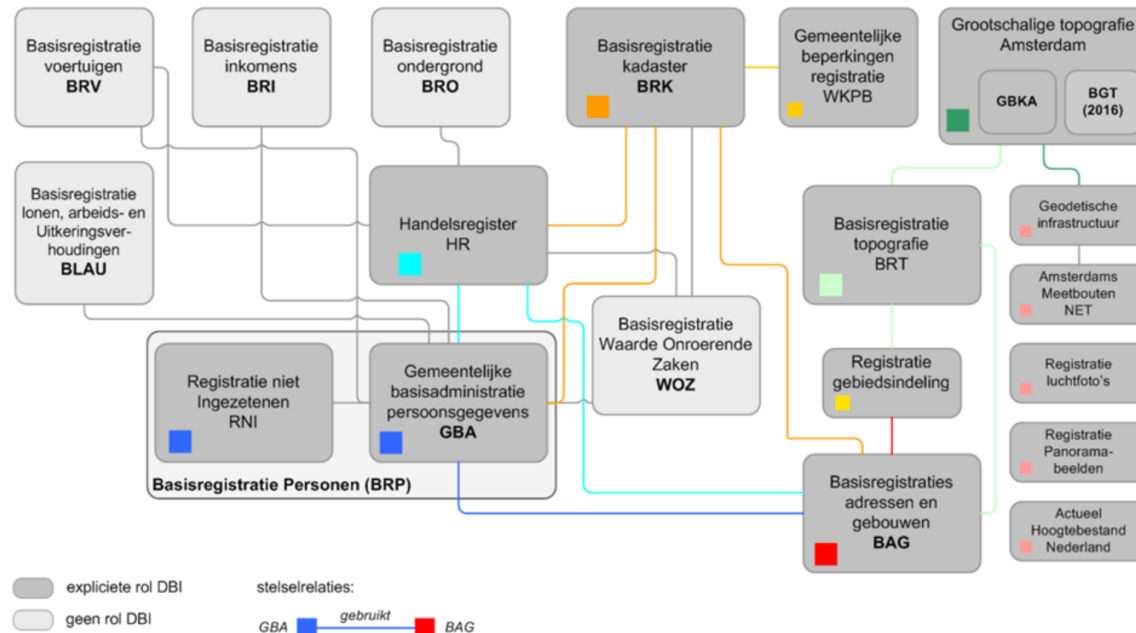 Basisregistratie
voertuigen
BRV
Basisregistratie
inkomens
BRI
Basisregistratie
ondergrond
BRO
Basisregistratie
kadaster
BRK
Gemeentelijke
beperkingen
registratie
WKPB
Grootschalige topografie
Amsterdam
GBKA
BGT
(2016)
Basisregistratie
lonen, arbeids- en
Uitkeringsver-
houdingen
BLAU
Handelsregister
HR
Basisregistratie
topografie
BRT
Geodetische
infrastructuur
Amsterdams
Meetbouten
NET
Basisregistratie
Waarde Onroerende
Zaken
WOZ
Registratie
gebiedsindeling
Registratie
luchtfoto's
Registratie niet
Ingezetenen
RNI
Gemeentelijke
basisadministratie
persoonsgegevens
GBA
Basisregistratie Personen (BRP)
Basisregistraties
adressen en
gebouwen
BAG
Registratie
Panorama-
beelden
Actueel
Hoogtebestand
Nederland
expliciete rol DBI
geen rol DBI
stelselrelaties:
GBA gebruikt BAG